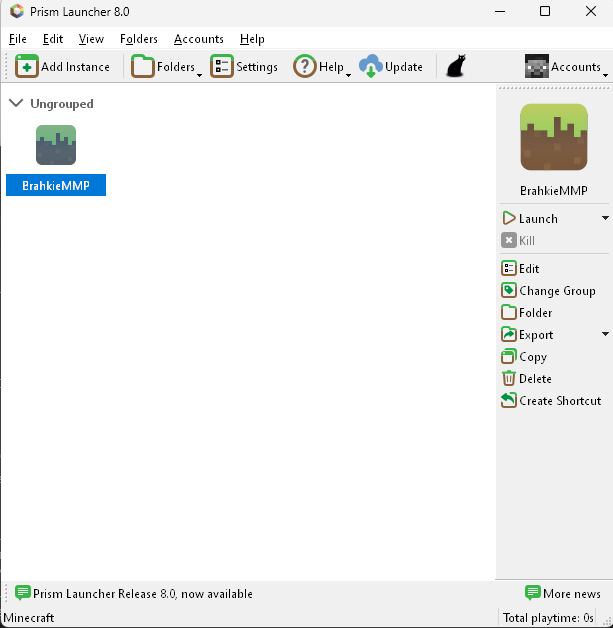 Prism Launcher 8.0
File Edit View Folders Accounts Help
Add Instance Folders Settings Help Update Accounts
Ungrouped
BrahkieMMP
BrahkieMMP
Launch
Kill
Edit
Change Group
Folder
Export
Copy
Delete
Create Shortcut
Prism Launcher Release 8.0, now available More news
Minecraft Total playtime: 0s